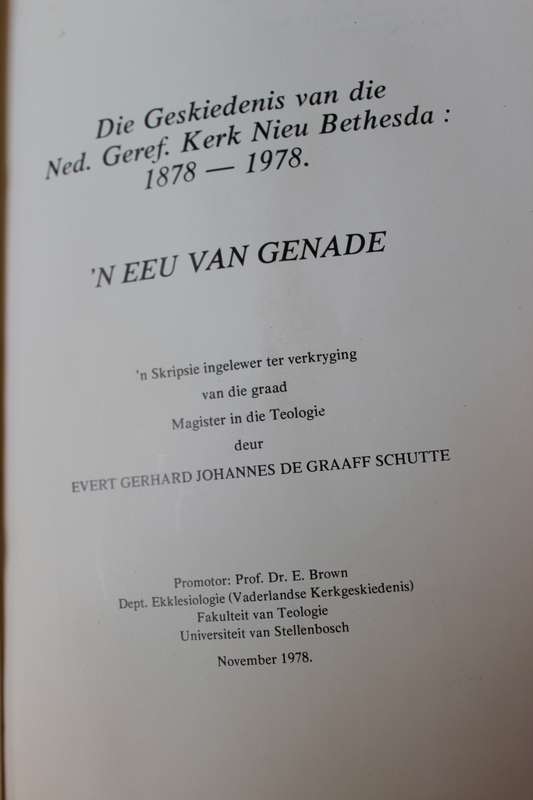 Die Geskiedenis van die
Ned. Geref. Kerk Nieu Bethesda :
1878 — 1978.
'N EEU VAN GENADE
'n Skripsie ingelewer ter verkryging
van die graad
Magister in die Teologie
deur
EVERT GERHARD JOHANNES DE GRAAFF SCHUTTE
Promotor: Prof. Dr. E. Brown
Dept. Ekklesiologie (Vaderlandse Kerkgeskiedenis)
Fakulteit van Teologie
Universiteit van Stellenbosch
November 1978.